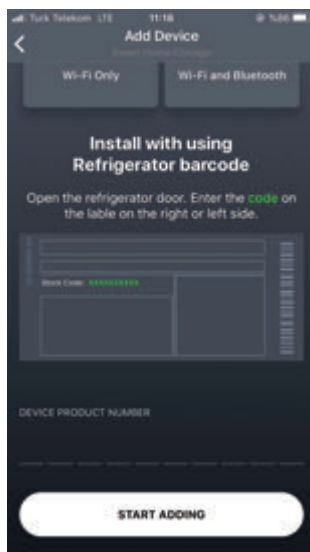 Turk Telekom LTE 11:18
Add Device
Wi-Fi Only
Wi-Fi and Bluetooth
Install with using
Refrigerator barcode
Open the refrigerator door. Enter the code on
the lable on the right or left side.
Stock Code:
DEVICE PRODUCT NUMBER
START ADDING